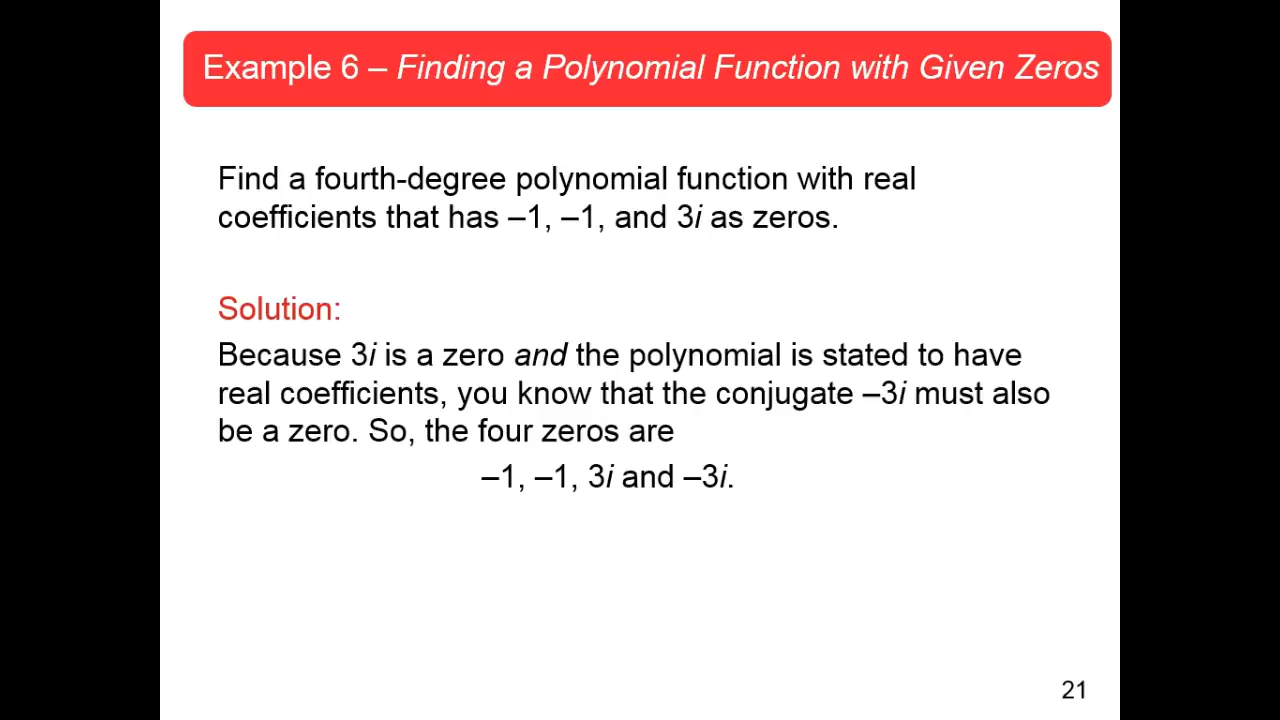 Example 6 – Finding a Polynomial Function with Given Zeros
Find a fourth-degree polynomial function with real
coefficients that has –1, –1, and 3i as zeros.
Solution:
Because 3i is a zero and the polynomial is stated to have
real coefficients, you know that the conjugate –3i must also
be a zero. So, the four zeros are
–1, –1, 3i and –3i.
21